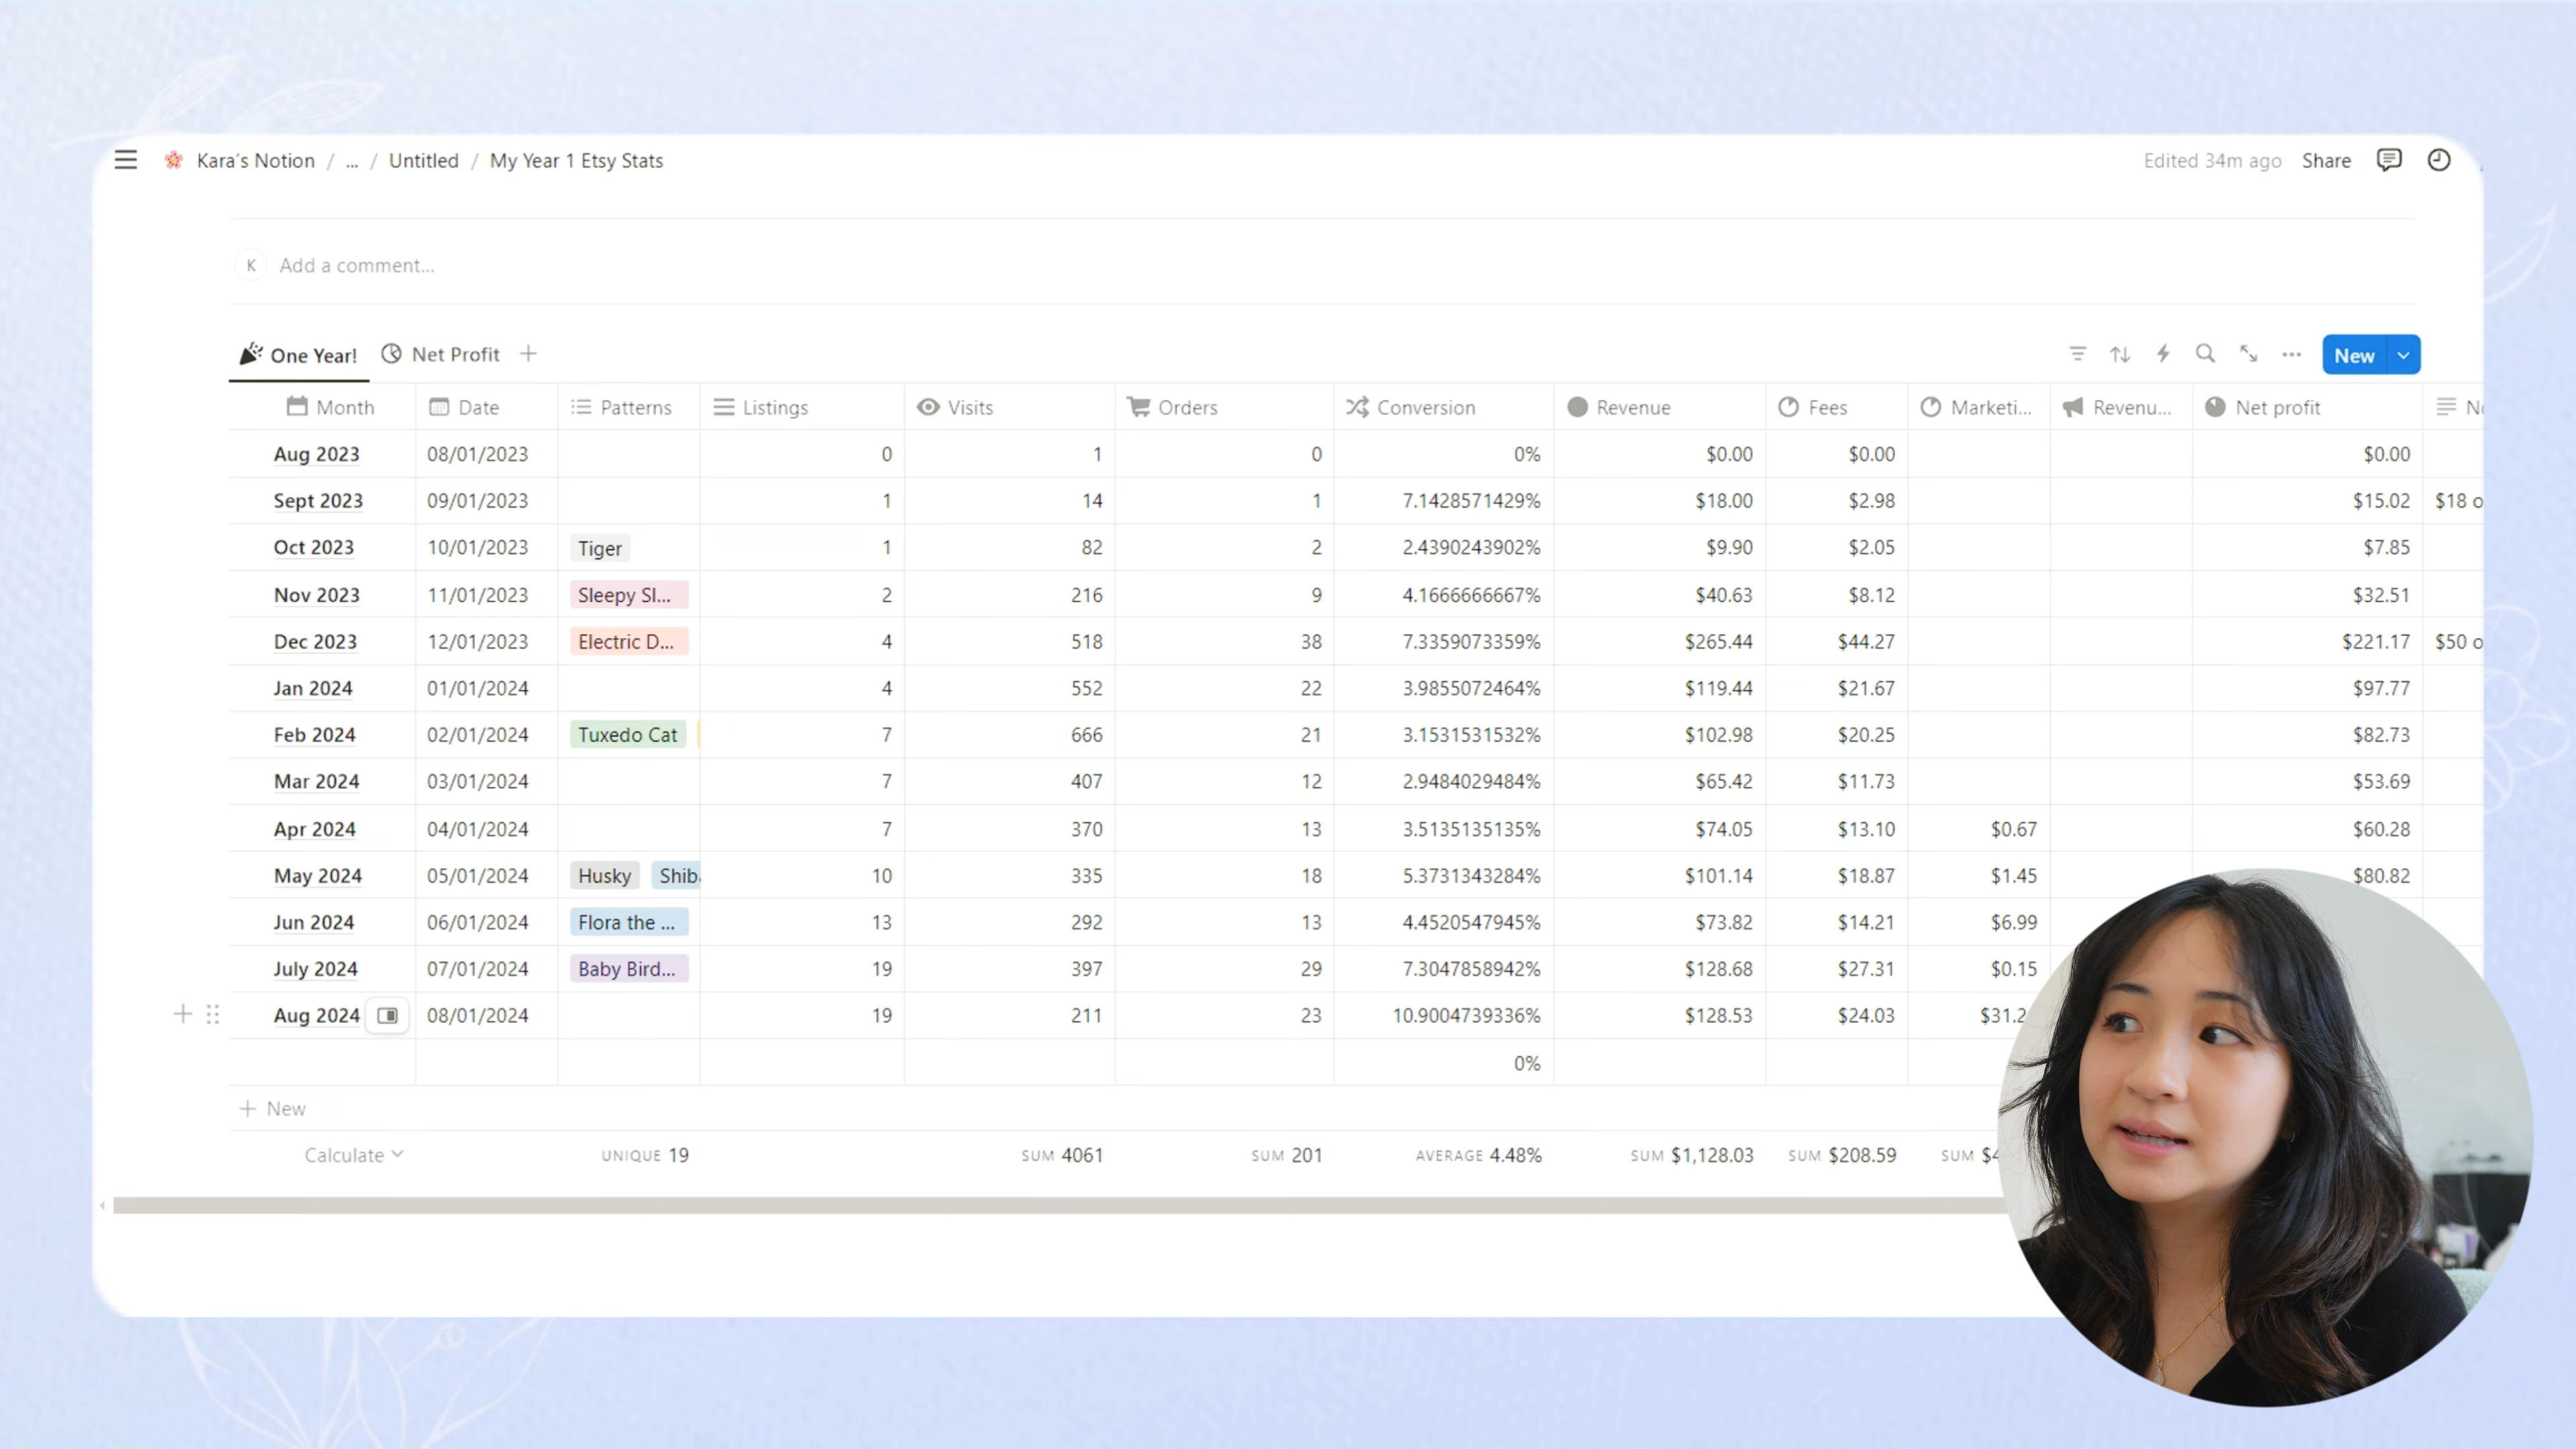 Kara's Notion / ... / Untitled / My Year 1 Etsy Stats Edited 34m ago Share
K Add a comment...
One Year! Net Profit New
Month Date Patterns Listings Visits Orders Conversion Revenue Fees Marketi... Revenu... Net profit
Aug 2023 08/01/2023 0 1 0 0% $0.00 $0.00 $0.00
Sept 2023 09/01/2023 1 14 1 7.1428571429% $18.00 $2.98 $15.02 $18 o
Oct 2023 10/01/2023 Tiger 1 82 2 2.4390243902% $9.90 $2.05 $7.85
Nov 2023 11/01/2023 Sleepy Sl... 2 216 9 4.1666666667% $40.63 $8.12 $32.51
Dec 2023 12/01/2023 Electric D... 4 518 38 7.3359073359% $265.44 $44.27 $221.17 $50 o
Jan 2024 01/01/2024 4 552 22 3.9855072464% $119.44 $21.67 $97.77
Feb 2024 02/01/2024 Tuxedo Cat 7 666 21 3.1531531532% $102.98 $20.25 $82.73
Mar 2024 03/01/2024 7 407 12 2.9484029484% $65.42 $11.73 $53.69
Apr 2024 04/01/2024 7 370 13 3.5135135135% $74.05 $13.10 $0.67 $60.28
May 2024 05/01/2024 Husky Shib 10 335 18 5.3731343284% $101.14 $18.87 $1.45 $80.82
Jun 2024 06/01/2024 Flora the ... 13 292 13 4.4520547945% $73.82 $14.21 $6.99
July 2024 07/01/2024 Baby Bird... 19 397 29 7.3047858942% $128.68 $27.31 $0.15
Aug 2024 08/01/2024 19 211 23 10.9004739336% $128.53 $24.03 $31.2
0%
New
Calculate UNIQUE 19 SUM 4061 SUM 201 AVERAGE 4.48% SUM $1,128.03 SUM $208.59 SUM $4